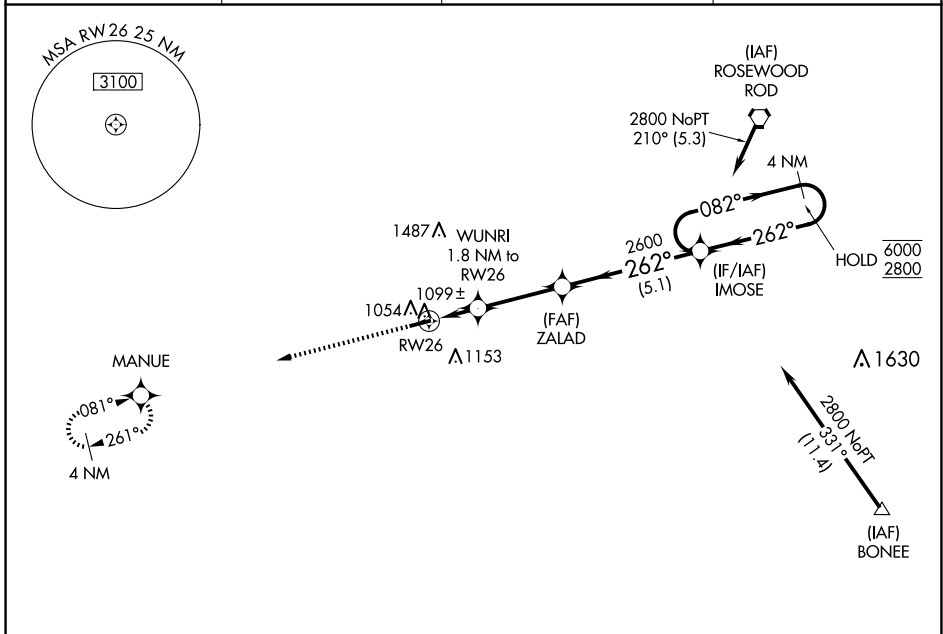 MSA RW26 25 NM
3100
(IAF)
ROSEWOOD
ROD
2800 NoPT
210° (5.3)
4 NM
082°
262°
HOLD
6000
2800
(IF/IAF)
IMOSE
2600
262°
(5.1)
1487
WUNRI
1.8 NM to
RW26
1099±
1054
RW26
(FAF)
ZALAD
1153
1630
MANUE
081°
261°
4 NM
2800 NoPT
331°
(11.4)
(IAF)
BONEE